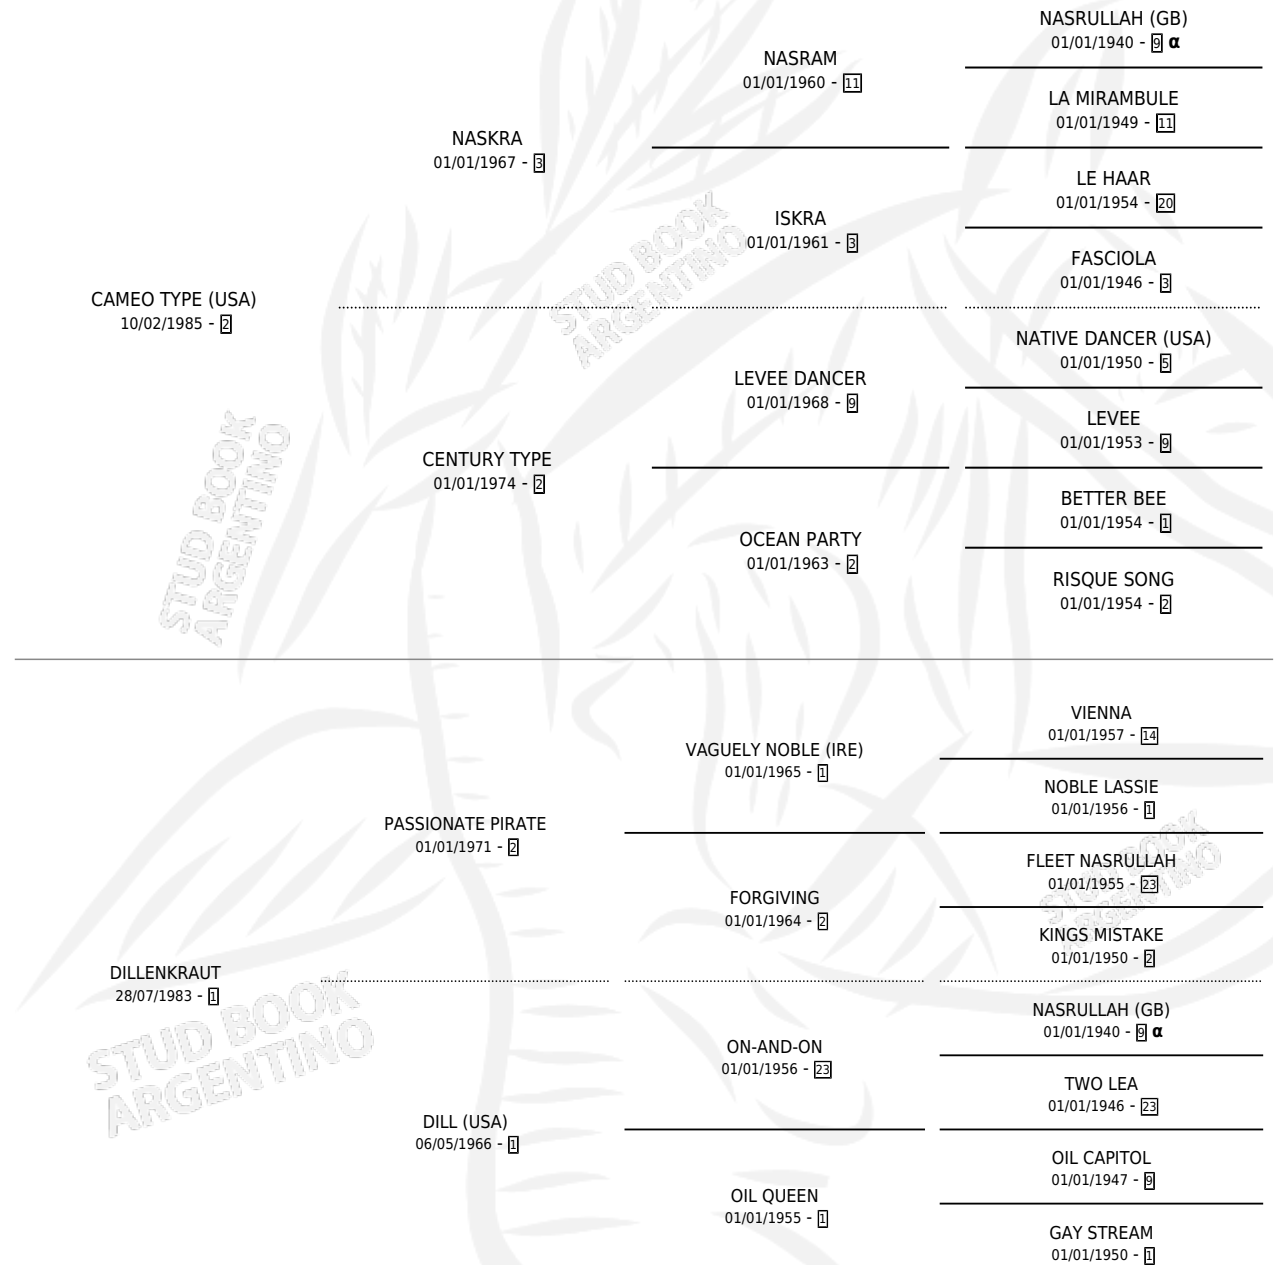 NASRULLAH (GB)
01/01/1940 - 9 α
NASRAM
01/01/1960 - 11
LA MIRAMBULE
01/01/1949 - 11
NASKRA
01/01/1967 - 3
LE HAAR
01/01/1954 - 20
ISKRA
01/01/1961 - 3
FASCIOLA
01/01/1946 - 3
CAMEO TYPE (USA)
10/02/1985 - 2
NATIVE DANCER (USA)
01/01/1950 - 5
LEVEE DANCER
01/01/1968 - 9
LEVEE
01/01/1953 - 9
CENTURY TYPE
01/01/1974 - 2
BETTER BEE
01/01/1954 - 1
OCEAN PARTY
01/01/1963 - 2
RISQUE SONG
01/01/1954 - 2
VIENNA
01/01/1957 - 14
VAGUELY NOBLE (IRE)
01/01/1965 - 1
NOBLE LASSIE
01/01/1956 - 1
PASSIONATE PIRATE
01/01/1971 - 2
FLEET NASRULLAH
01/01/1955 - 23
FORGIVING
01/01/1964 - 2
KINGS MISTAKE
01/01/1950 - 2
DILLENKRAUT
28/07/1983 - 1
NASRULLAH (GB)
01/01/1940 - 9 α
ON-AND-ON
01/01/1956 - 23
TWO LEA
01/01/1946 - 23
DILL (USA)
06/05/1966 - 1
OIL CAPITOL
01/01/1947 - 9
OIL QUEEN
01/01/1955 - 1
GAY STREAM
01/01/1950 - 1
STUD BOOK
ARGENTINO
STUD BOOK
ARGENTINO
STUD BOOK
ARGENTINO
STUD BOOK
ARGENTINO